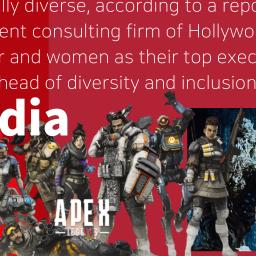 lly diverse, according to a repo
ent consulting firm of Hollywo
r and women as their top exec
head of diversity and inclusion
dia
APEX
LEGENDS